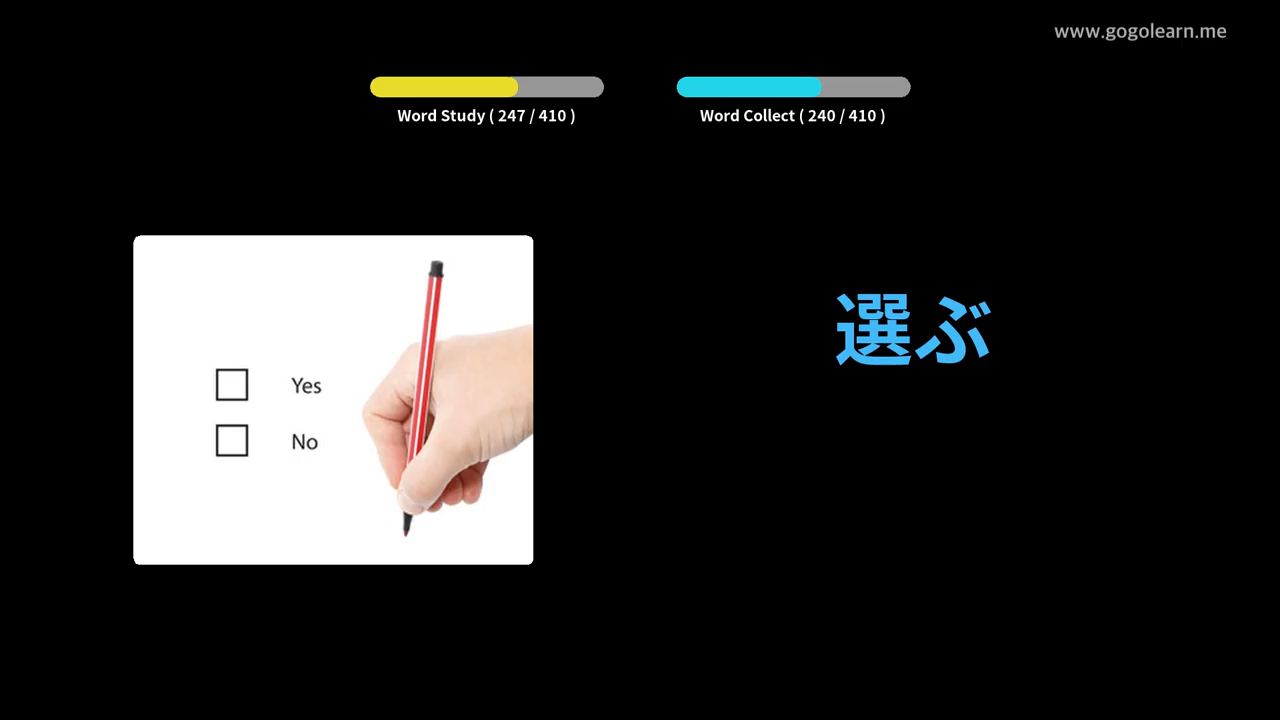 www.gogolearn.me
Word Study ( 247 / 410 )
Word Collect ( 240 / 410 )
Yes
No
選ぶ